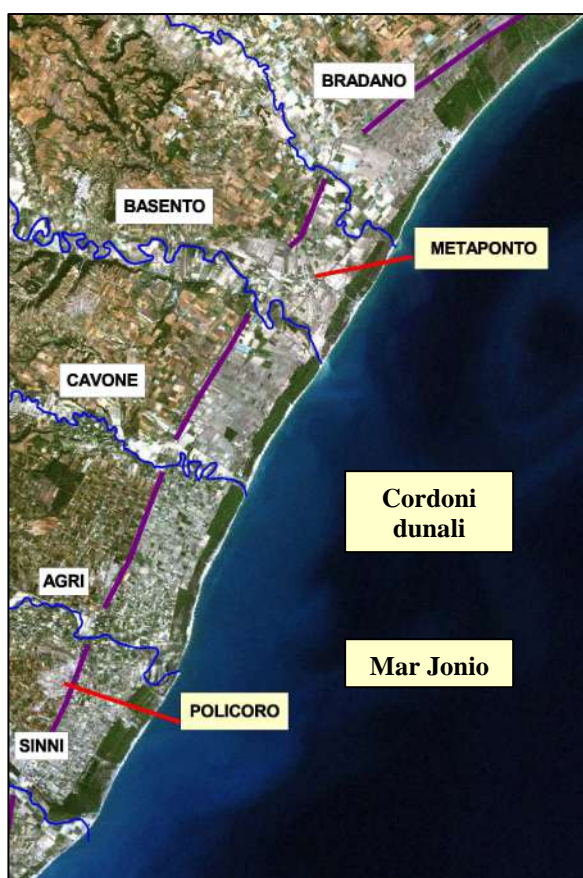 BRADANO
BASENTO
METAPONTO
CAVONE
Cordoni
dunali
AGRI
Mar Jonio
POLICORO
SINNI